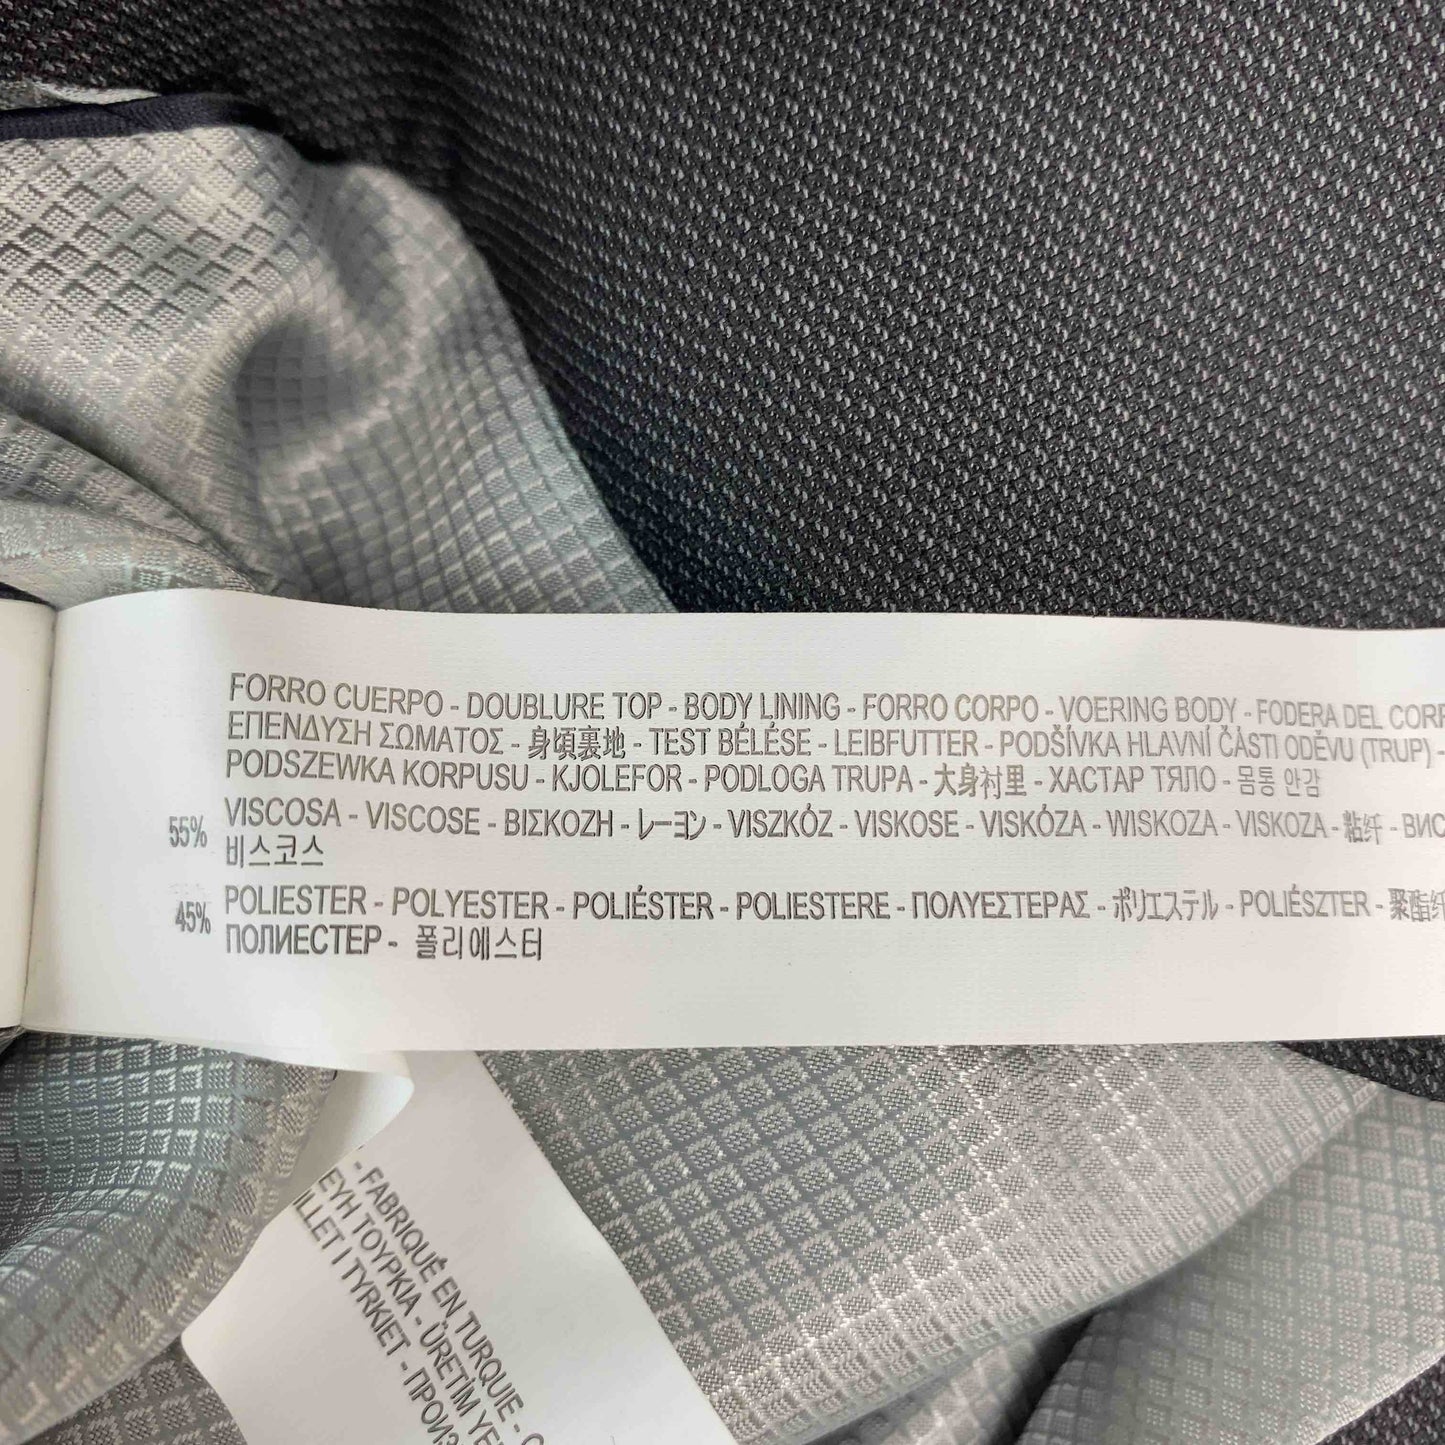 FORRO CUERPO - DOUBLURE TOP - BODY LINING - FORRO CORPO - VOERING BODY - FODERA DEL
ΕΠΕΝΔΥΣΗ ΣΩΜΑΤΟΣ - 身頃裏地 - TEST BÉLÉSE - LEIBFUTTER - PODŠÍVKA HLAVNÍ ČÁSTI ODĚVU (TRUP) -
PODSZEWKA KORPUSU - KJOLEFOR - PODLOGA TRUPA - 大身衬里 - ХАСТАР ТЯЛО - 몸통 안감
55% VISCOSA - VISCOSE - ΒΙΣΚΟΖΗ - レーヨン - VISZKÓZ - VISKOSE - VISKÓZA - WISKOZA - VISKOZA - 粘纤 -
비스코스
45% POLIESTER - POLYESTER - POLIÉSTER - POLIESTERE - ΠΟΛΥΕΣΤΕΡΑΣ - ポリエステル - POLIÉSZTER - 聚酯纤
ПОЛИЕСТЕР - 폴리에스터
- FABRIQUÉ EN TURQUIE -
ΤΟΥΡΚΙΑ - ÜRETİM
I TYRKIET -